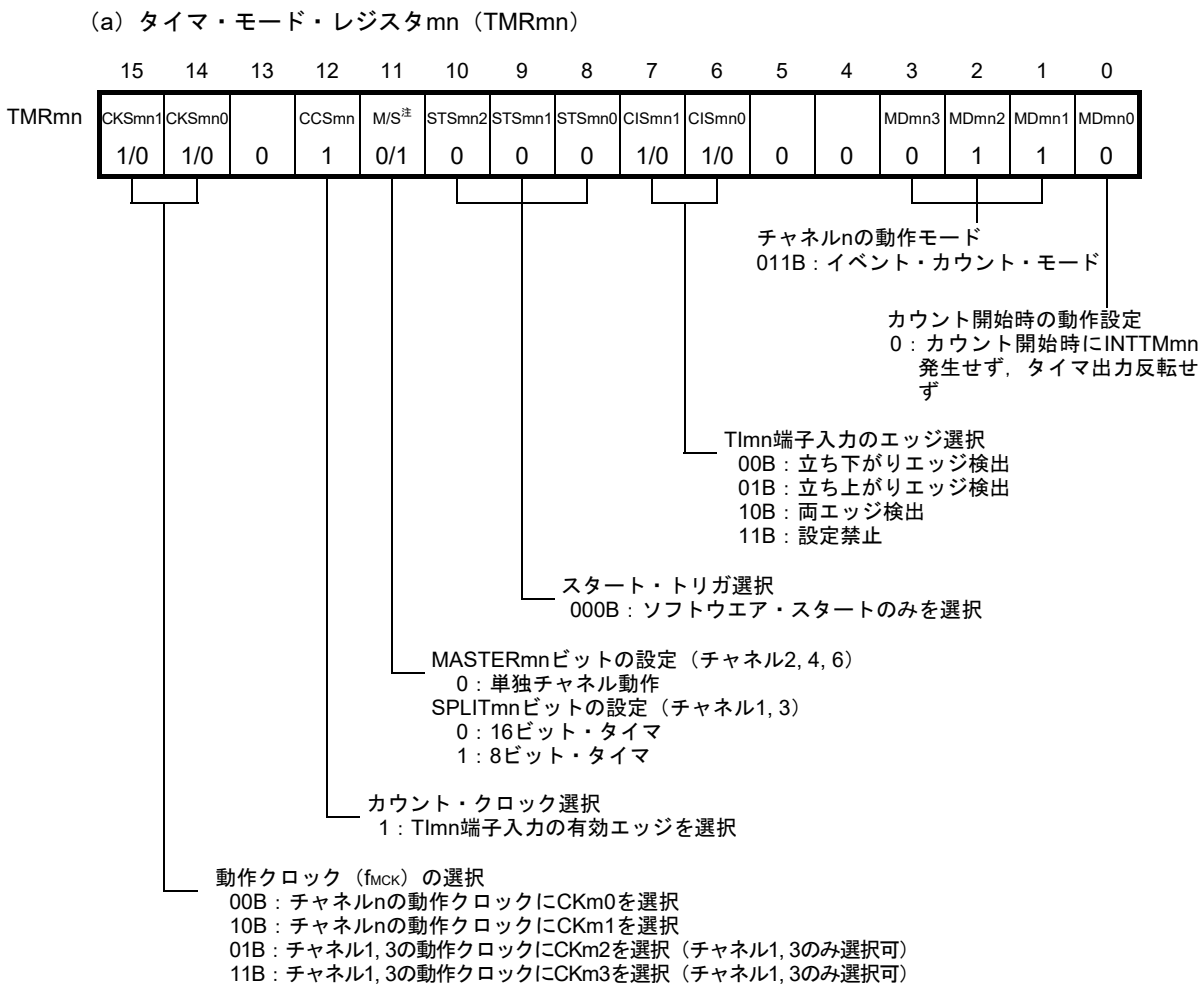 (a) タイマ・モード・レジスタmn（TMRmn）
15 14 13 12 11 10 9 8 7 6 5 4 3 2 1 0
TMRmn CKSmn1 CKSmn0 CCSmn M/S注 STSmn2 STSmn1 STSmn0 CISmn1 CISmn0 MDmn3 MDmn2 MDmn1 MDmn0
1/0 1/0 0 1 0/1 0 0 0 1/0 1/0 0 0 0 1 1 0
チャネルnの動作モード
011B：イベント・カウント・モード
カウント開始時の動作設定
0：カウント開始時にINTTMmn
発生せず，タイマ出力反転せ
ず
TImn端子入力のエッジ選択
00B：立ち下がりエッジ検出
01B：立ち上がりエッジ検出
10B：両エッジ検出
11B：設定禁止
スタート・トリガ選択
000B：ソフトウエア・スタートのみを選択
MASTERmnビットの設定（チャネル2, 4, 6）
0：単独チャネル動作
SPLITmnビットの設定（チャネル1, 3）
0：16ビット・タイマ
1：8ビット・タイマ
カウント・クロック選択
1：TImn端子入力の有効エッジを選択
動作クロック（fMCK）の選択
00B：チャネルnの動作クロックにCKm0を選択
10B：チャネルnの動作クロックにCKm1を選択
01B：チャネル1, 3の動作クロックにCKm2を選択（チャネル1, 3のみ選択可）
11B：チャネル1, 3の動作クロックにCKm3を選択（チャネル1, 3のみ選択可）